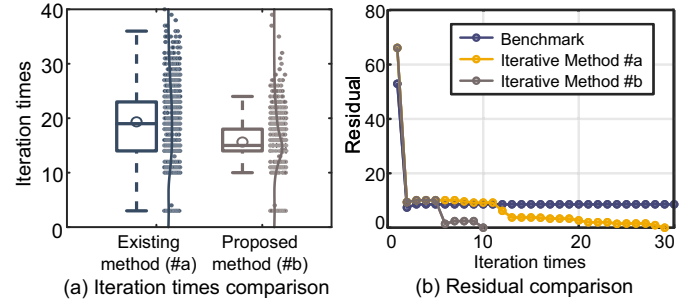 40
30
20
10
0
Iteration times
Existing
method (#a)
Proposed
method (#b)
(a) Iteration times comparison
80
60
40
20
0
Residual
Benchmark
Iterative Method #a
Iterative Method #b
0 10 20 30
Iteration times
(b) Residual comparison